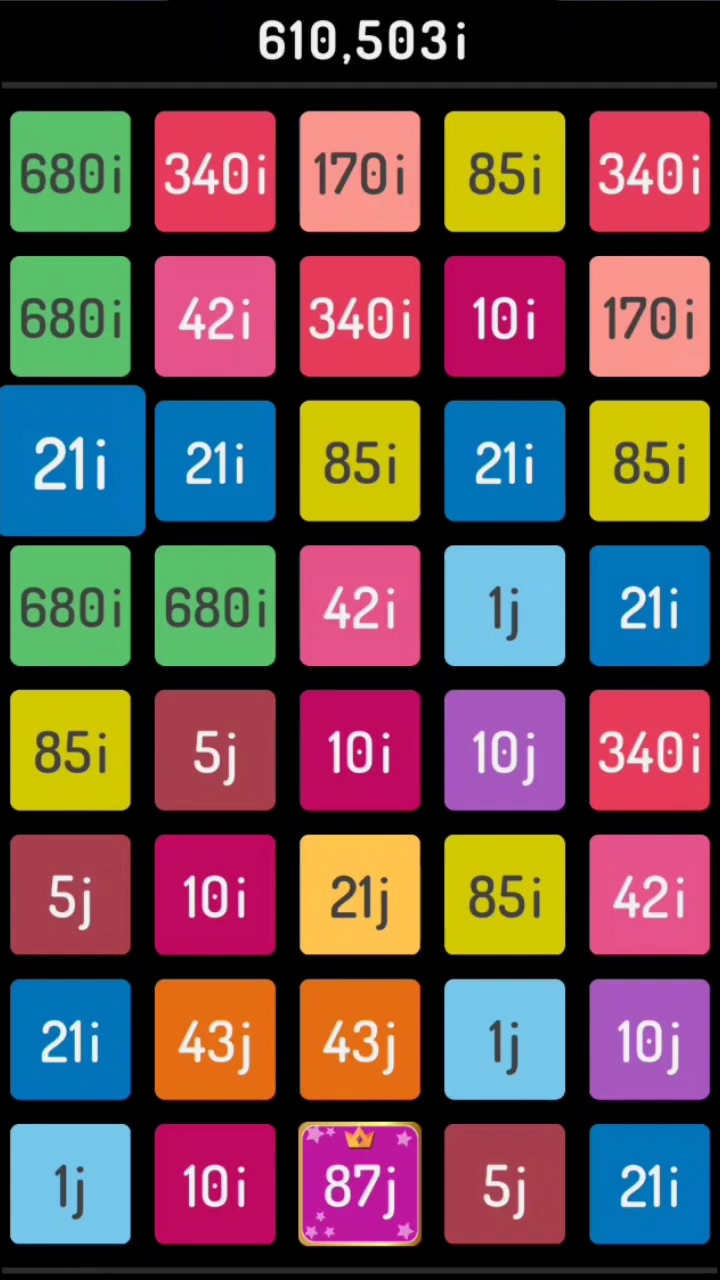 610,503i
680i 340i 170i 85i 340i
680i 42i 340i 10i 170i
21i 21i 85i 21i 85i
680i 680i 42i 1j 21i
85i 5j 10i 10j 340i
5j 10i 21j 85i 42i
21i 43j 43j 1j 10j
1j 10i 87j 5j 21i